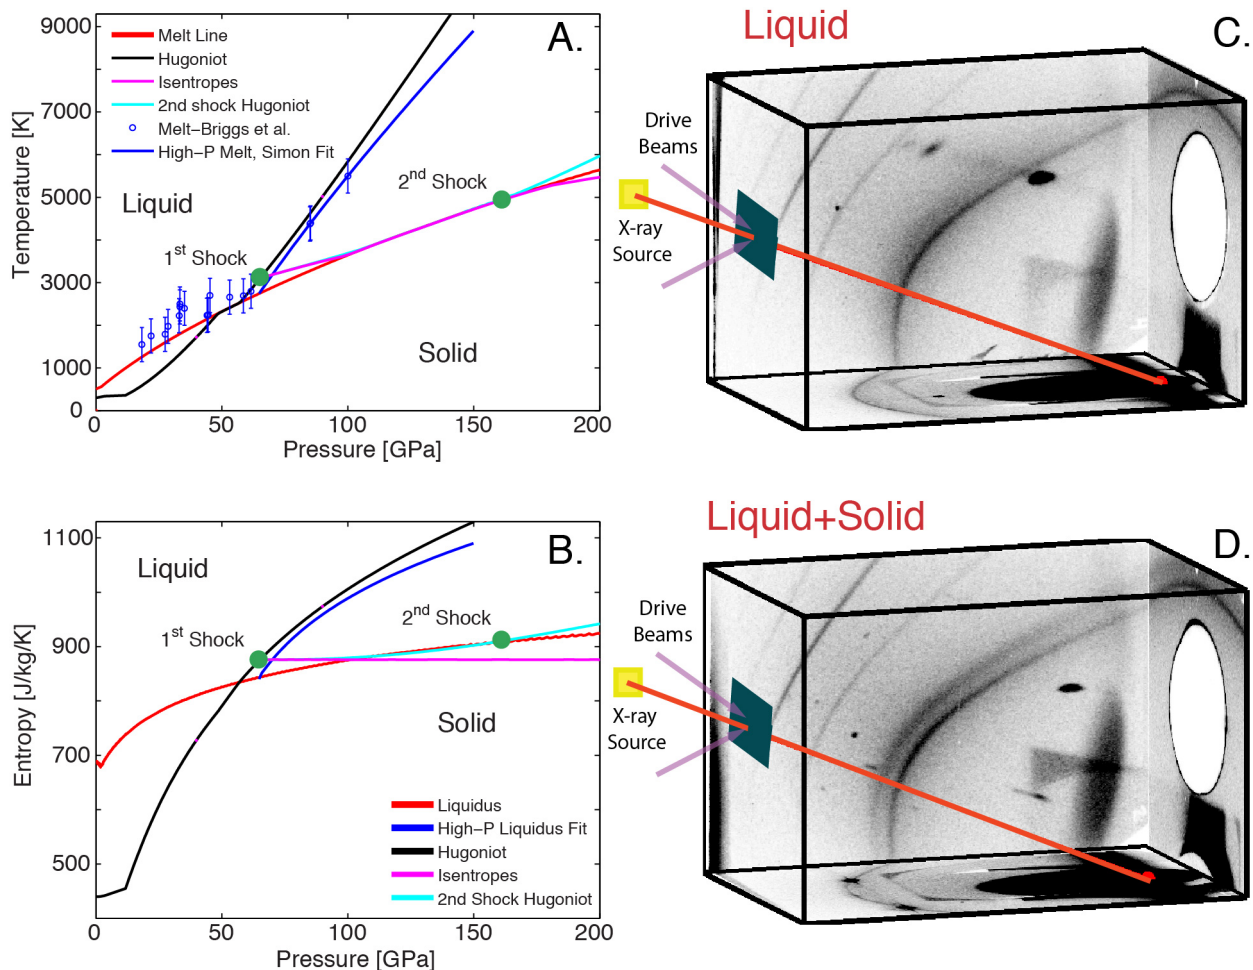 A.
9000
7000
5000
3000
1000
0
Temperature [K]
Melt Line
Hugoniot
Isentropes
2nd shock Hugoniot
Melt–Briggs et al.
High–P Melt, Simon Fit
Liquid
1st Shock
2nd Shock
Solid
0
50
100
150
200
Pressure [GPa]
Liquid
C.
Drive
Beams
X-ray
Source
B.
1100
900
700
500
Entropy [J/kg/K]
Liquid
1st Shock
2nd Shock
Solid
Liquidus
High–P Liquidus Fit
Hugoniot
Isentropes
2nd Shock Hugoniot
0
50
100
150
200
Pressure [GPa]
Liquid+Solid
D.
Drive
Beams
X-ray
Source